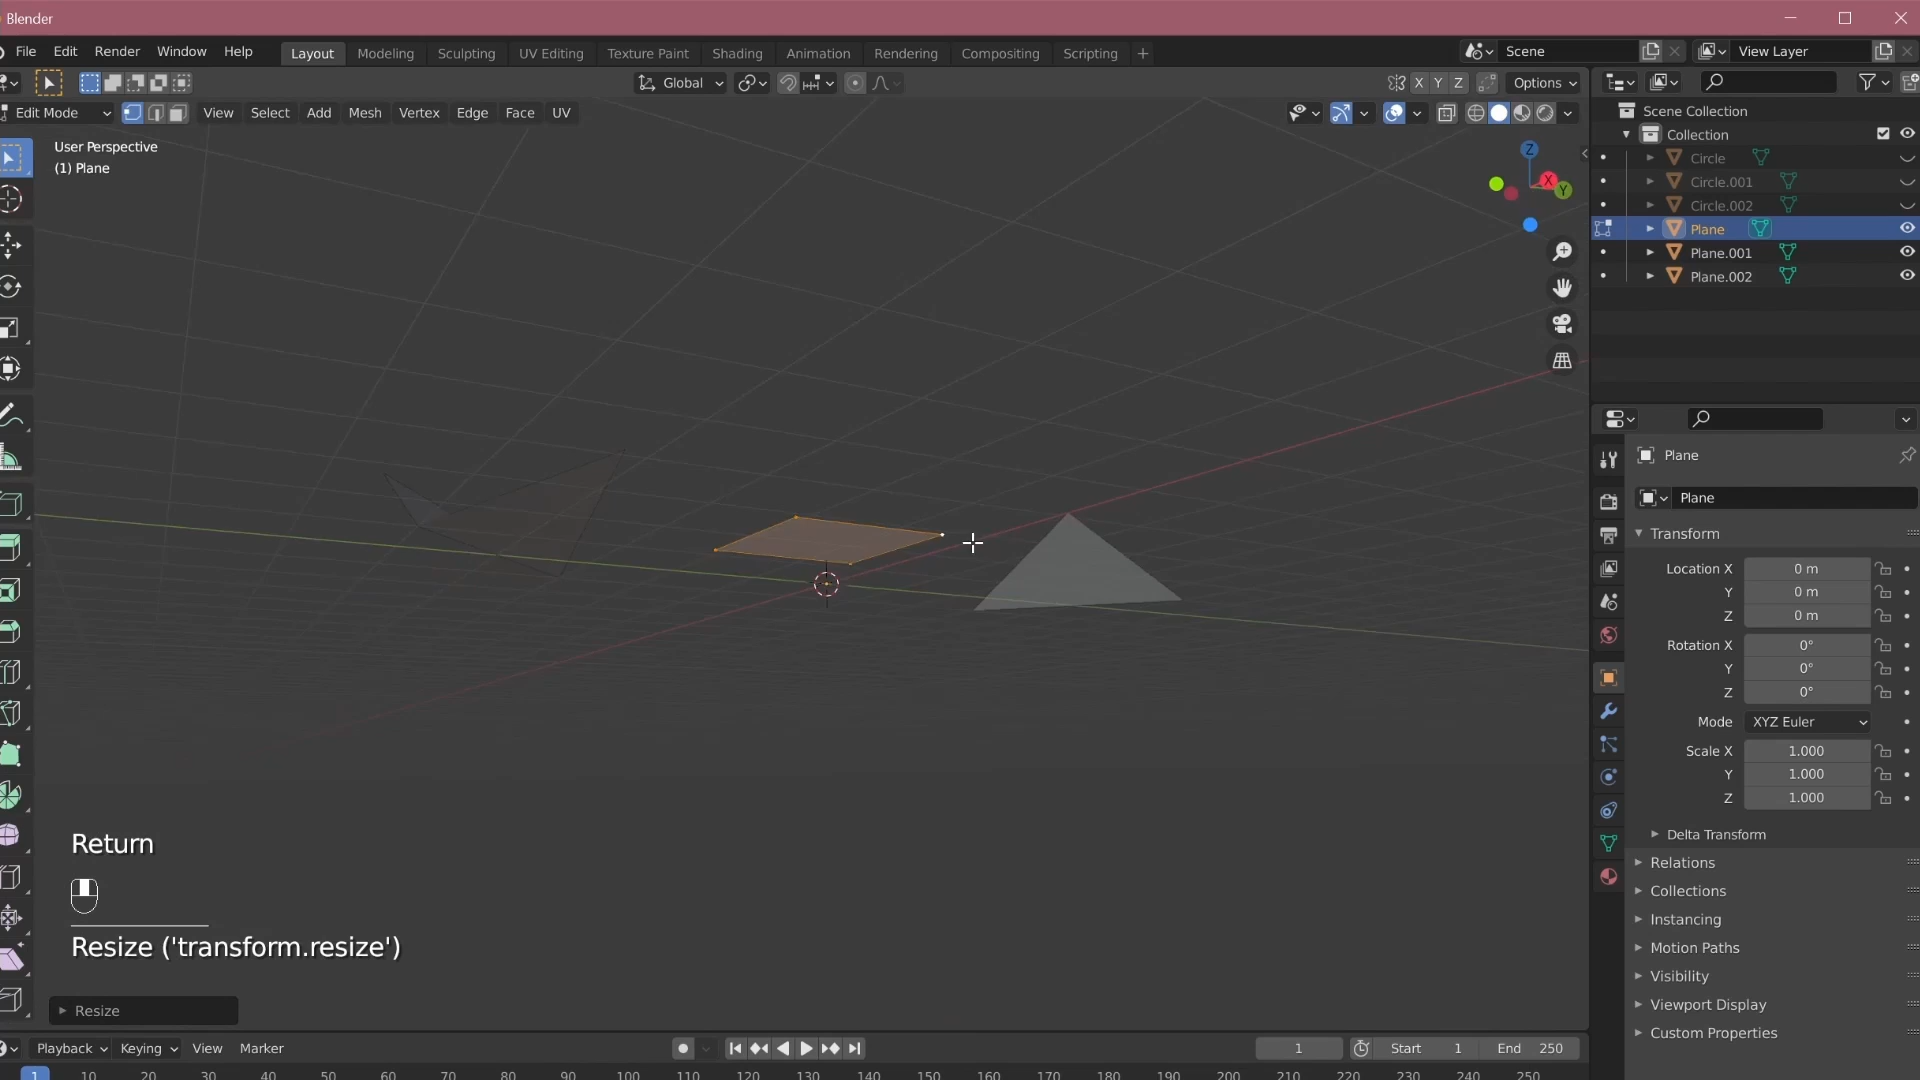 Blender
File Edit Render Window Help
Layout Modeling Sculpting UV Editing Texture Paint Shading Animation Rendering Compositing Scripting +
Scene
View Layer
Global
X Y Z
Options
Edit Mode
View Select Add Mesh Vertex Edge Face UV
User Perspective
(1) Plane
Z
X
Y
Scene Collection
Collection
Circle
Circle.001
Circle.002
Plane
Plane.001
Plane.002
Plane
Plane
Transform
Location X 0 m
Y 0 m
Z 0 m
Rotation X 0°
Y 0°
Z 0°
Mode XYZ Euler
Scale X 1.000
Y 1.000
Z 1.000
Delta Transform
Relations
Collections
Instancing
Motion Paths
Visibility
Viewport Display
Custom Properties
Return
Resize ('transform.resize')
Resize
Playback Keying View Marker
1
Start 1
End 250
1 10 20 30 40 50 60 70 80 90 100 110 120 130 140 150 160 170 180 190 200 210 220 230 240 250